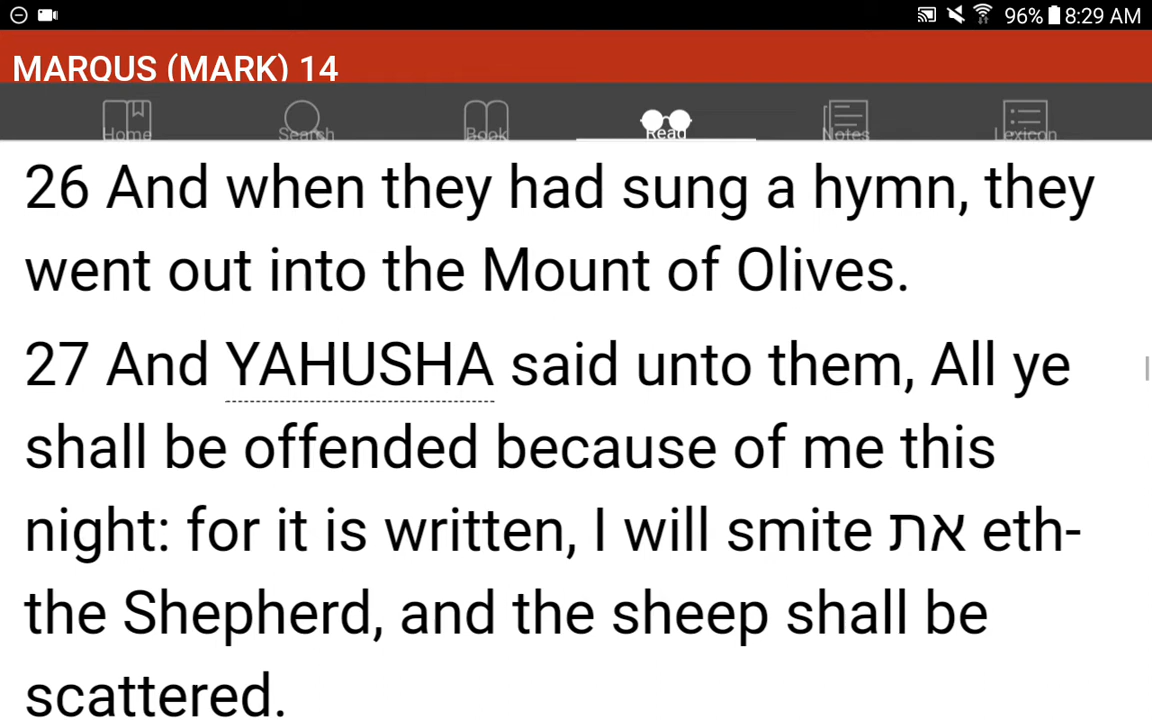 96% 8:29 AM
MARQUS (MARK) 14
Home Search Book Read Notes Lexicon
26 And when they had sung a hymn, they
went out into the Mount of Olives.
27 And YAHUSHA said unto them, All ye
shall be offended because of me this
night: for it is written, I will smite את eth-
the Shepherd, and the sheep shall be
scattered.